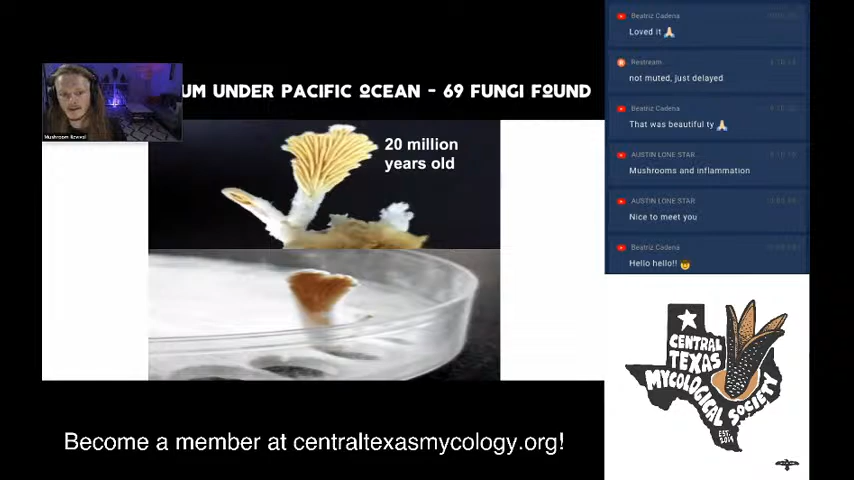 UM UNDER PACIFIC OCEAN - 69 FUNGI FOUND
20 million
years old
Become a member at centraltexasmycology.org!
Beatriz Cadena
Loved it 🙏🏻
Restream
not muted, just delayed
Beatriz Cadena
That was beautiful ty 🙏🏻
AUSTIN LONE STAR
Mushrooms and inflammation
AUSTIN LONE STAR
Nice to meet you
Beatriz Cadena
Hello hello!! 🤠
CENTRAL
TEXAS
MYCOLOGICAL SOCIETY
EST.
2019